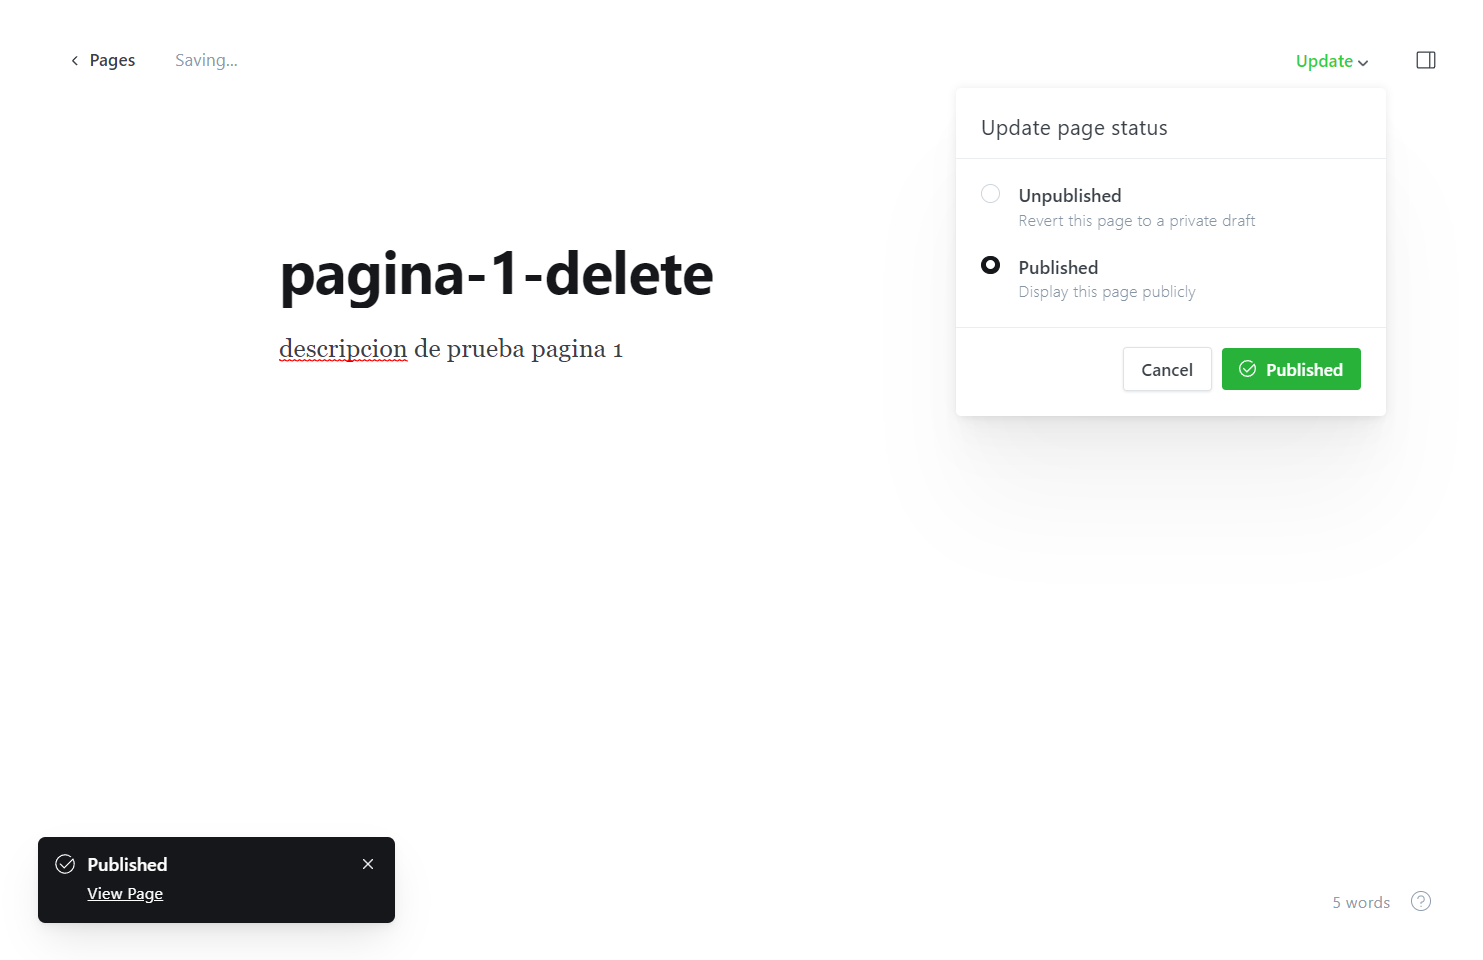 Pages
Saving...
Update
Update page status
Unpublished
Revert this page to a private draft
Published
Display this page publicly
Cancel
Published
pagina-1-delete
descripcion de prueba pagina 1
Published
View Page
5 words
?